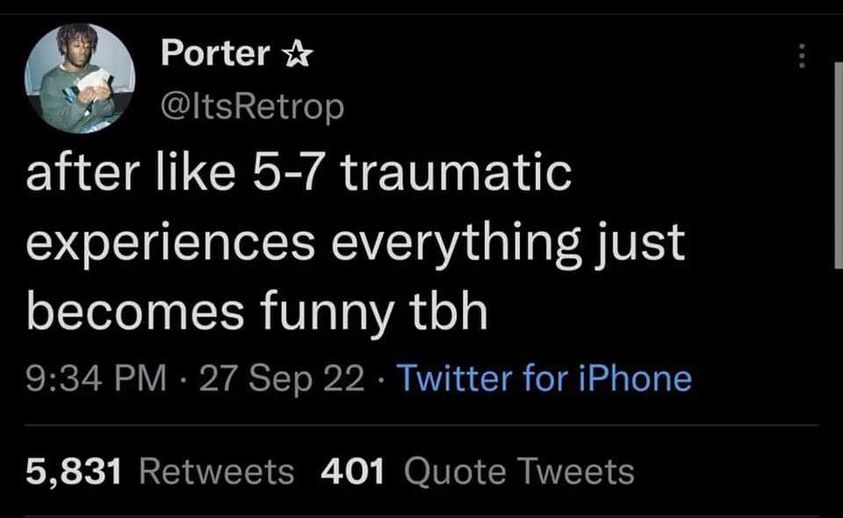 Porter ☆
@ItsRetrop
after like 5-7 traumatic
experiences everything just
becomes funny tbh
9:34 PM · 27 Sep 22 · Twitter for iPhone
5,831 Retweets 401 Quote Tweets